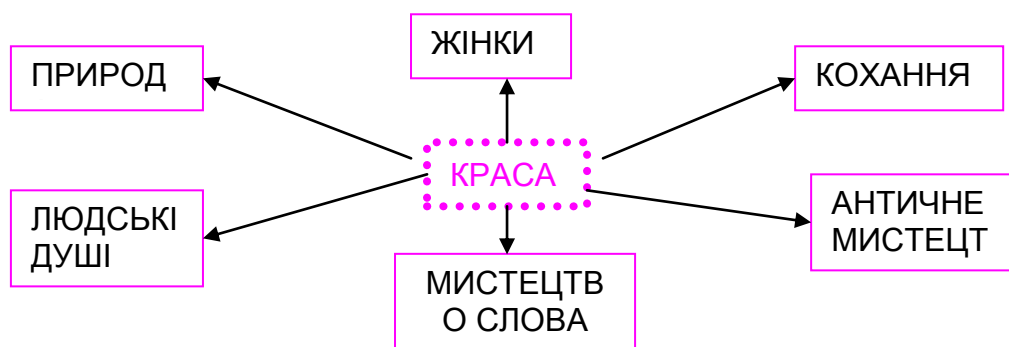 ЖІНКИ
ПРИРОД
КОХАННЯ
КРАСА
ЛЮДСЬКІ
ДУШІ
АНТИЧНЕ
МИСТЕЦТ
МИСТЕЦТВ
О СЛОВА